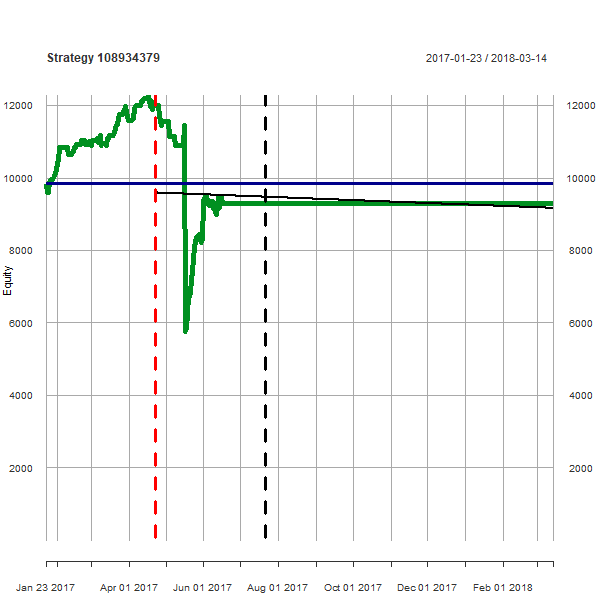 Strategy 108934379
2017-01-23 / 2018-03-14
12000
12000
10000
10000
8000
8000
Equity
6000
6000
4000
4000
2000
2000
Jan 23 2017
Apr 01 2017
Jun 01 2017
Aug 01 2017
Oct 01 2017
Dec 01 2017
Feb 01 2018